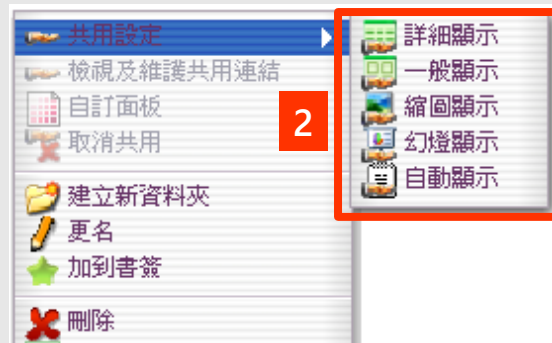 共用設定
檢視及維護共用連結
自訂面板
取消共用
建立新資料夾
更名
加到書籤
刪除
2
詳細顯示
一般顯示
縮圖顯示
幻燈顯示
自動顯示